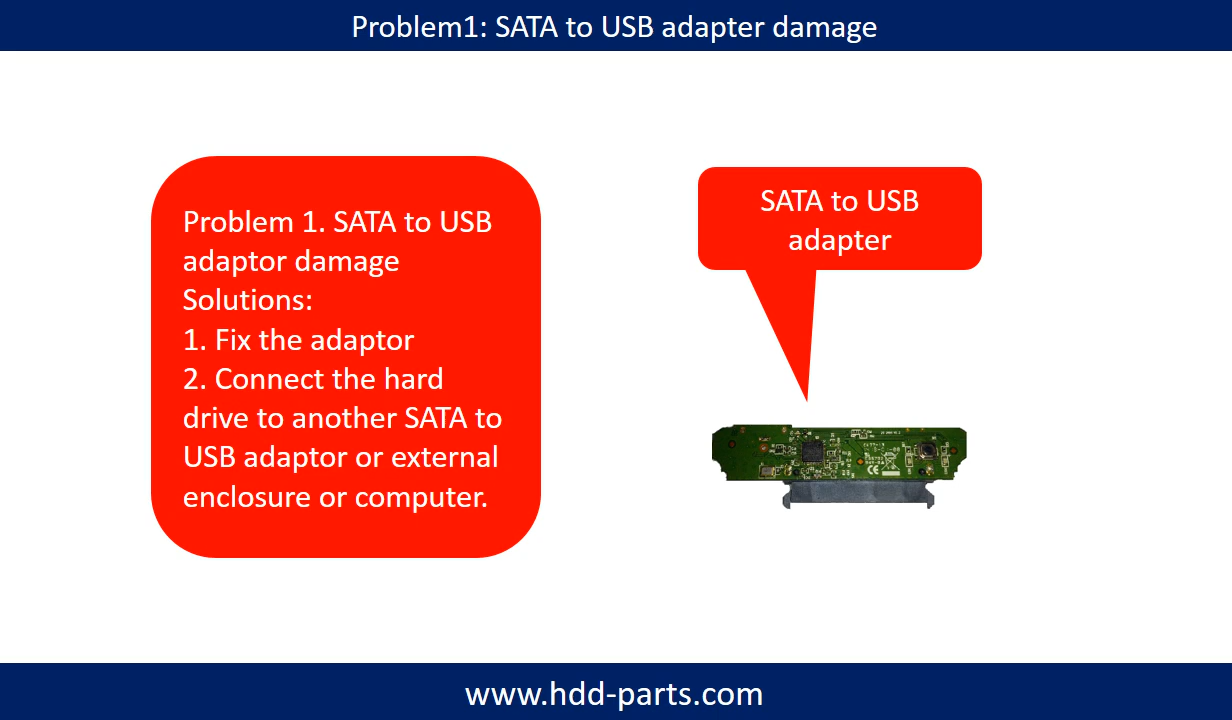 Problem1: SATA to USB adapter damage
Problem 1. SATA to USB
adaptor damage
Solutions:
1. Fix the adaptor
2. Connect the hard
drive to another SATA to
USB adaptor or external
enclosure or computer.
SATA to USB
adapter
www.hdd-parts.com